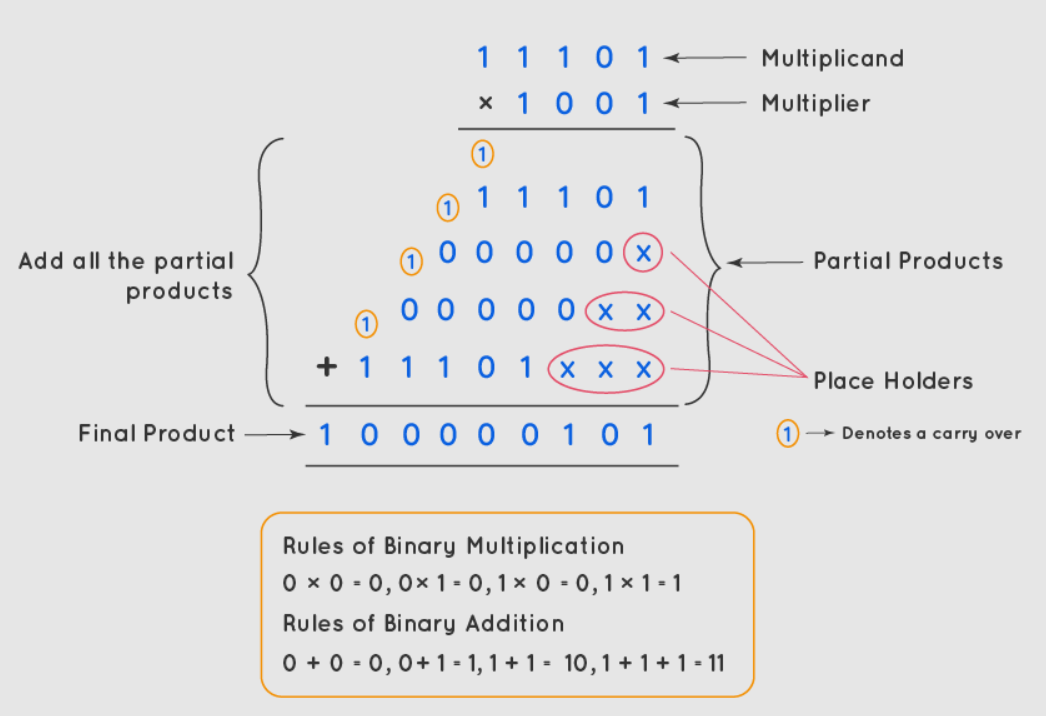 1 1 1 0 1 Multiplicand
× 1 0 0 1 Multiplier
1
1 1 1 0 1
1
0 0 0 0 0 x
1
0 0 0 0 0 x x
1
+ 1 1 1 0 1 x x x
Add all the partial
products
Partial Products
Place Holders
Final Product 1 0 0 0 0 0 1 0 1
1 Denotes a carry over
Rules of Binary Multiplication
0 × 0 = 0, 0 × 1 = 0, 1 × 0 = 0, 1 × 1 = 1
Rules of Binary Addition
0 + 0 = 0, 0 + 1 = 1, 1 + 1 = 10, 1 + 1 + 1 = 11